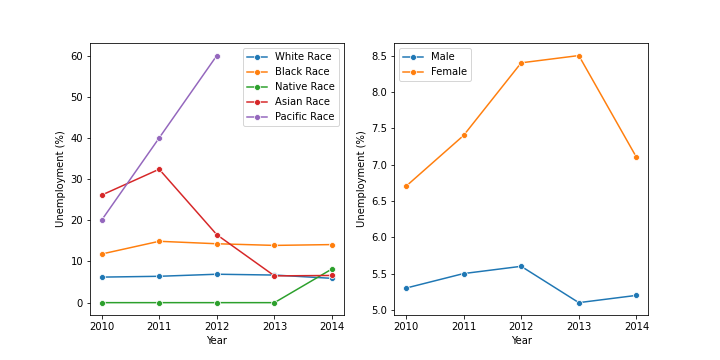 60
50
40
30
20
10
0
Unemployment (%)
2010 2011 2012 2013 2014
Year
White Race
Black Race
Native Race
Asian Race
Pacific Race
8.5
8.0
7.5
7.0
6.5
6.0
5.5
5.0
Unemployment (%)
2010 2011 2012 2013 2014
Year
Male
Female